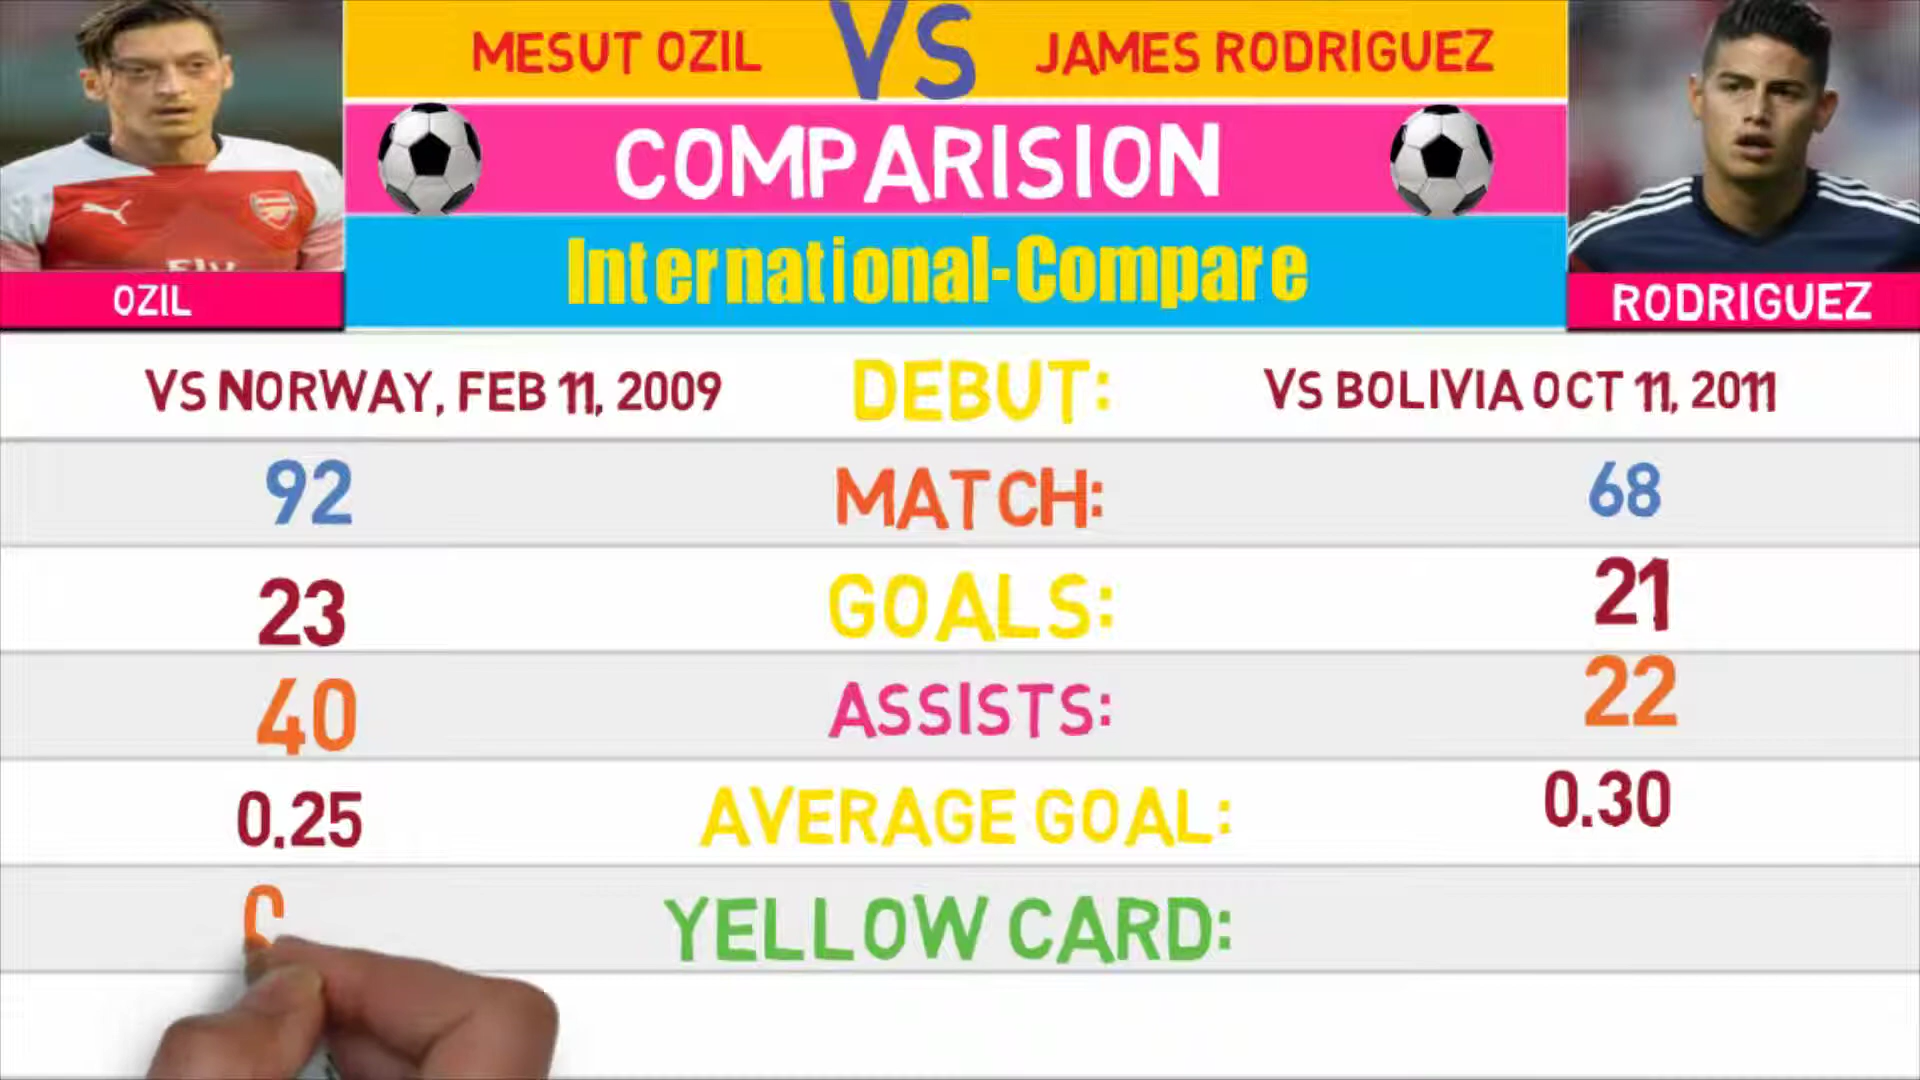 MESUT OZIL VS JAMES RODRIGUEZ
COMPARISION
International-Compare
OZIL
RODRIGUEZ
VS NORWAY, FEB 11, 2009 DEBUT: VS BOLIVIA OCT 11, 2011
92 MATCH: 68
23 GOALS: 21
40 ASSISTS: 22
0.25 AVERAGE GOAL: 0.30
YELLOW CARD: